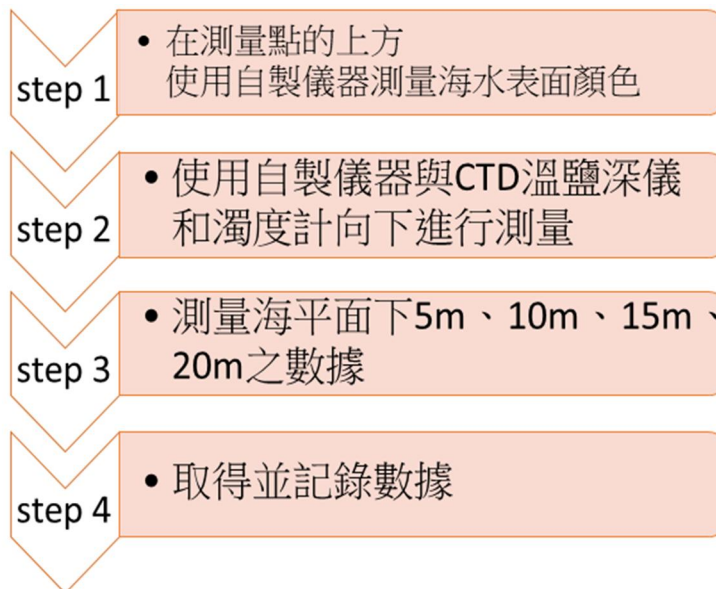 step 1
• 在測量點的上方
使用自製儀器測量海水表面顏色
step 2
• 使用自製儀器與CTD溫鹽深儀
和濁度計向下進行測量
step 3
• 測量海平面下5m、10m、15m、
20m之數據
step 4
• 取得並記錄數據